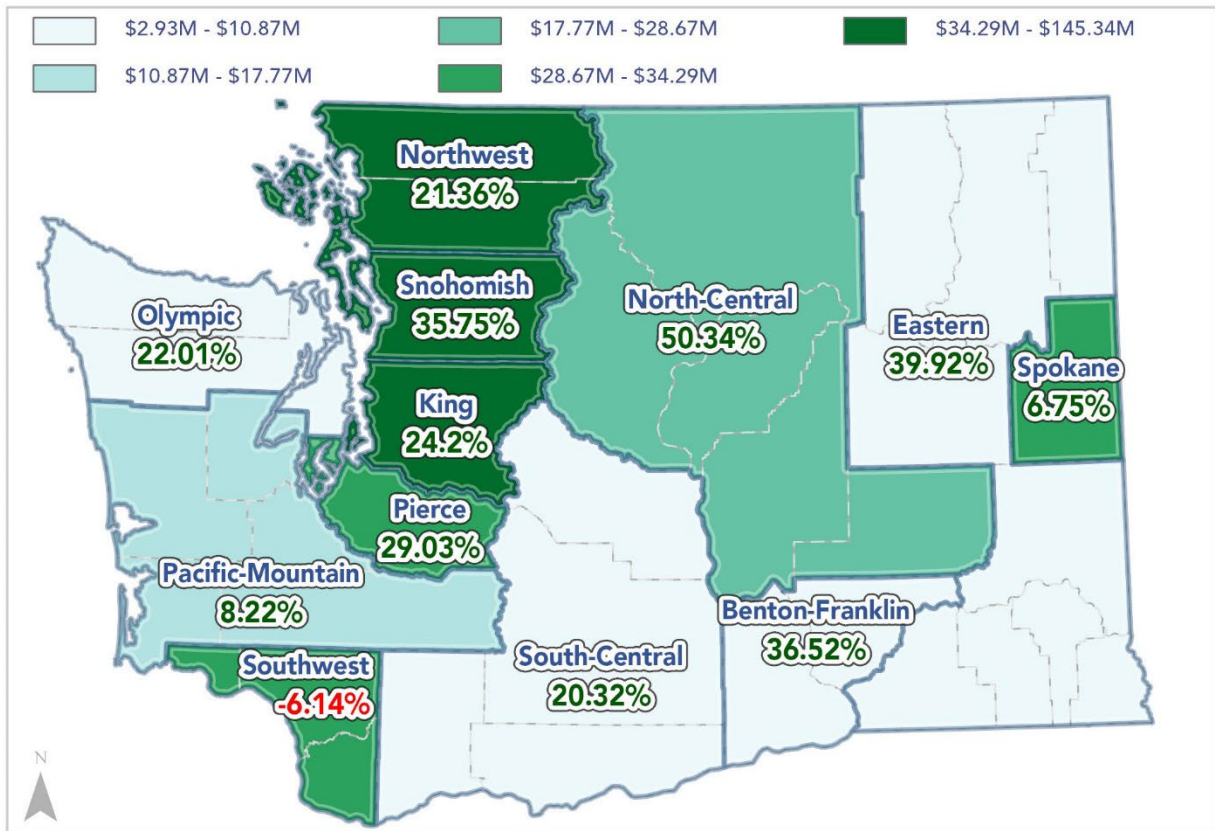 $2.93M - $10.87M
$17.77M - $28.67M
$34.29M - $145.34M
$10.87M - $17.77M
$28.67M - $34.29M
Northwest
21.36%
Snohomish
35.75%
North-Central
50.34%
Olympic
22.01%
Eastern
39.92%
Spokane
6.75%
King
24.2%
Pierce
29.03%
Pacific-Mountain
8.22%
Benton-Franklin
36.52%
Southwest
-6.14%
South-Central
20.32%
N